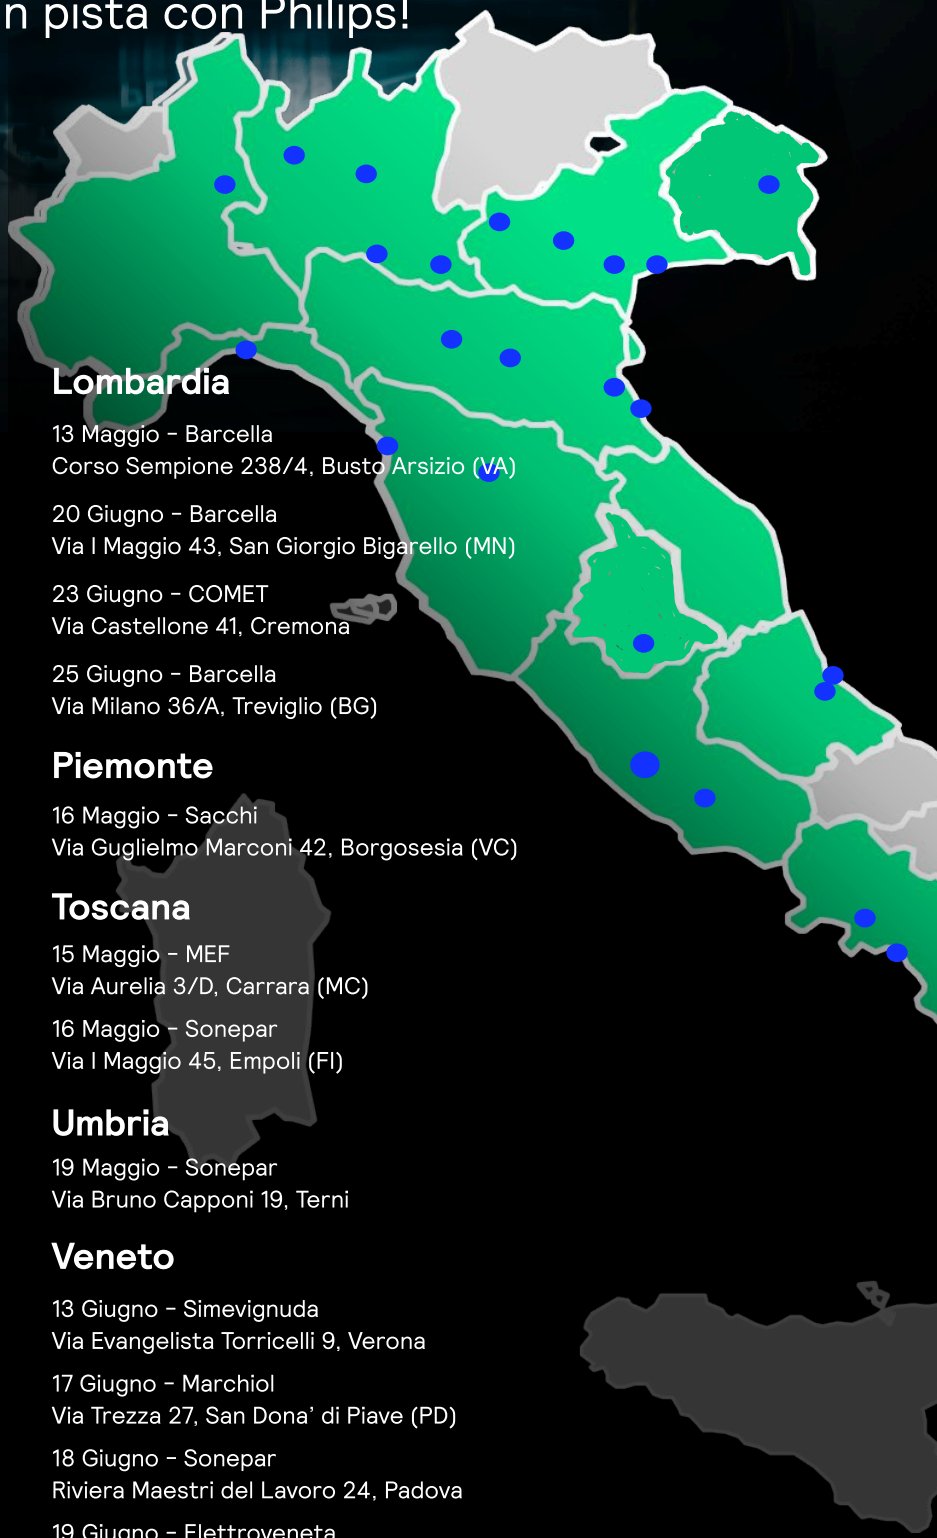 n pista con Philips!
Lombardia
13 Maggio - Barcella
Corso Sempione 238/4, Busto Arsizio (VA)
20 Giugno - Barcella
Via I Maggio 43, San Giorgio Bigarello (MN)
23 Giugno - COMET
Via Castellone 41, Cremona
25 Giugno - Barcella
Via Milano 36/A, Treviglio (BG)
Piemonte
16 Maggio - Sacchi
Via Guglielmo Marconi 42, Borgosesia (VC)
Toscana
15 Maggio - MEF
Via Aurelia 3/D, Carrara (MC)
16 Maggio - Sonepar
Via I Maggio 45, Empoli (FI)
Umbria
19 Maggio - Sonepar
Via Bruno Capponi 19, Terni
Veneto
13 Giugno - Simevignuda
Via Evangelista Torricelli 9, Verona
17 Giugno - Marchiol
Via Trezza 27, San Dona' di Piave (PD)
18 Giugno - Sonepar
Riviera Maestri del Lavoro 24, Padova
19 Giugno - Elettroveneta